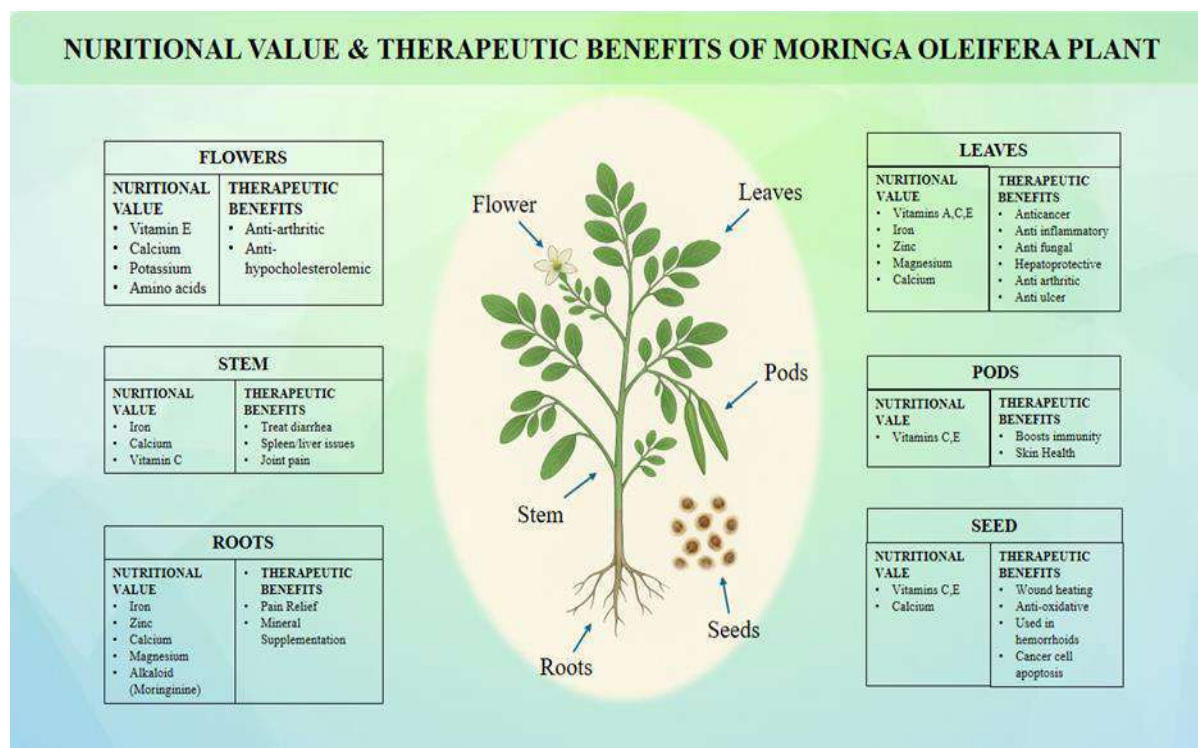 NURITIONAL VALUE & THERAPEUTIC BENEFITS OF MORINGA OLEIFERA PLANT
FLOWERS
NURITIONAL
VALUE
• Vitamin E
• Calcium
• Potassium
• Amino acids
THERAPEUTIC
BENEFITS
• Anti-arthritic
• Anti-
hypocholesterolemic
STEM
NURITIONAL
VALUE
• Iron
• Calcium
• Vitamin C
THERAPEUTIC
BENEFITS
• Treat diarrhea
• Spleen/liver issues
• Joint pain
ROOTS
NUTRITIONAL
VALUE
• Iron
• Zinc
• Calcium
• Magnesium
• Alkaloid
(Moringinine)
• THERAPEUTIC
BENEFITS
• Pain Relief
• Mineral
Supplementation
Flower
Leaves
Pods
Stem
Seeds
Roots
LEAVES
NURITIONAL
VALUE
• Vitamins A,C,E
• Iron
• Zinc
• Magnesium
• Calcium
THERAPEUTIC
BENEFITS
• Anticancer
• Anti inflammatory
• Anti fungal
• Hepatoprotective
• Anti arthritic
• Anti ulcer
PODS
NUTRITIONAL
VALE
• Vitamins C,E
THERAPEUTIC
BENEFITS
• Boosts immunity
• Skin Health
SEED
NUTRITIONAL
VALE
• Vitamins C,E
• Calcium
THERAPEUTIC
BENEFITS
• Wound heating
• Anti-oxidative
• Used in
hemorrhoids
• Cancer cell
apoptosis